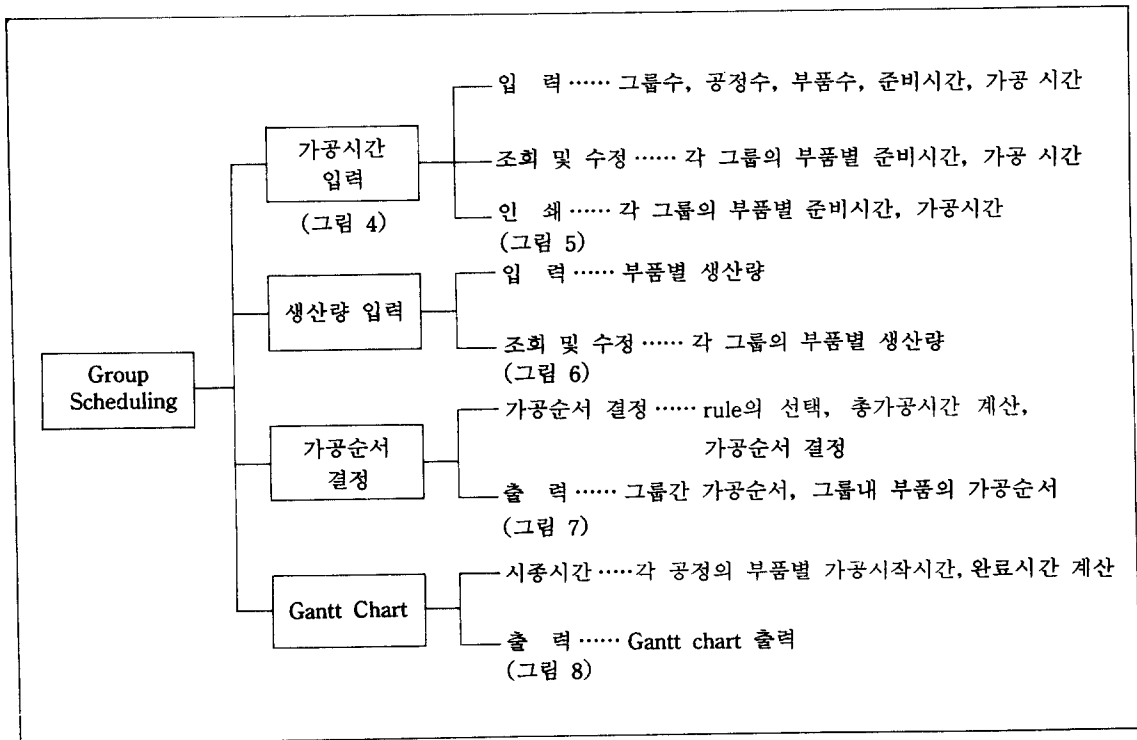 입 력 …… 그룹수, 공정수, 부품수, 준비시간, 가공 시간
가공시간
입력
(그림 4)
조회 및 수정 …… 각 그룹의 부품별 준비시간, 가공 시간
인 쇄 …… 각 그룹의 부품별 준비시간, 가공시간
(그림 5)
생산량 입력
입 력 …… 부품별 생산량
조회 및 수정 …… 각 그룹의 부품별 생산량
(그림 6)
Group
Scheduling
가공순서
결정
가공순서 결정 …… rule의 선택, 총가공시간 계산,
가공순서 결정
출 력 …… 그룹간 가공순서, 그룹내 부품의 가공순서
(그림 7)
Gantt Chart
시종시간 ….. 각 공정의 부품별 가공시작시간, 완료시간 계산
출 력 …… Gantt chart 출력
(그림 8)